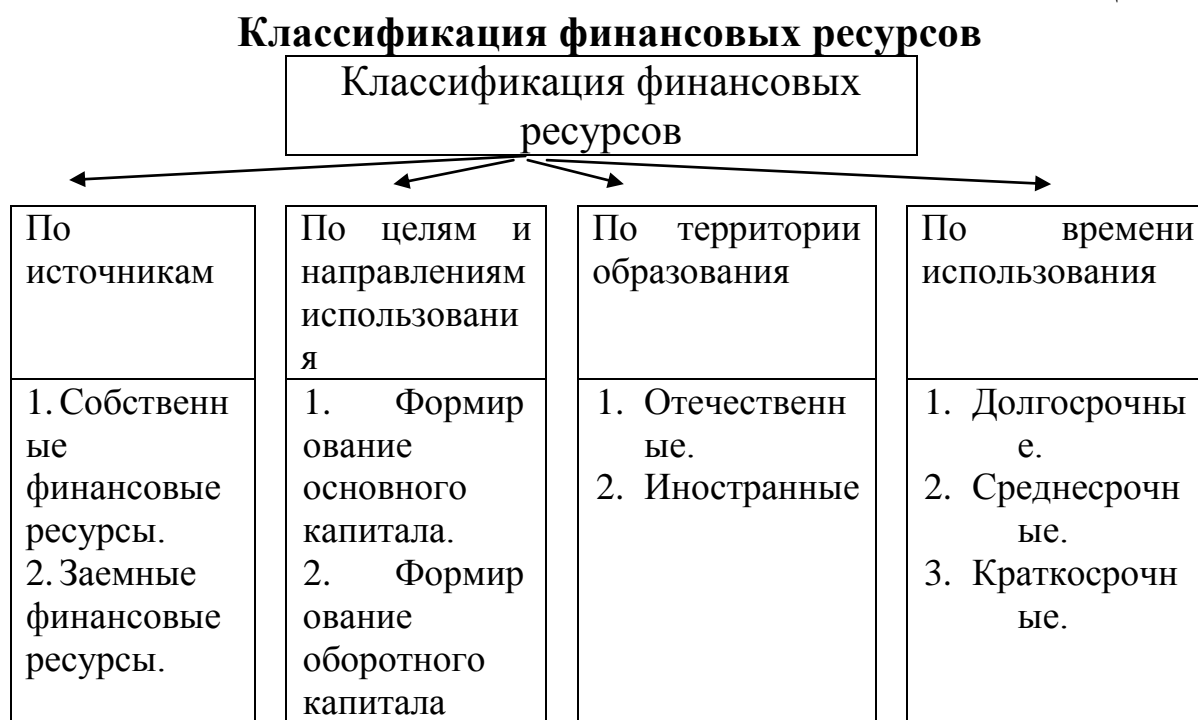 Классификация финансовых ресурсов
Классификация финансовых
ресурсов
По
источникам
По целям и
направлениям
использовани
я
По территории
образования
По времени
использования
1. Собственн
ые
финансовые
ресурсы.
2. Заемные
финансовые
ресурсы.
1. Формир
ование
основного
капитала.
2. Формир
ование
оборотного
капитала
1. Отечественн
ые.
2. Иностранные
1. Долгосрочны
е.
2. Среднесрочн
ые.
3. Краткосрочн
ые.